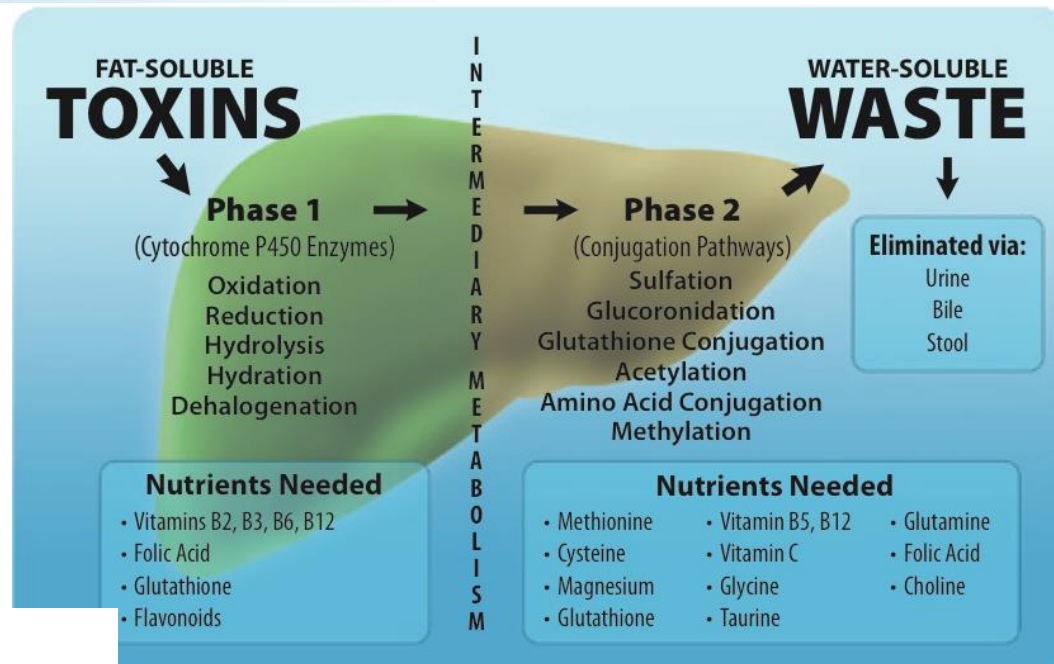 FAT-SOLUBLE
TOXINS
Phase 1
(Cytochrome P450 Enzymes)
Oxidation
Reduction
Hydrolysis
Hydration
Dehalogenation
Nutrients Needed
• Vitamins B2, B3, B6, B12
• Folic Acid
• Glutathione
• Flavonoids
INTERMEDIARY METABOLISM
Phase 2
(Conjugation Pathways)
Sulfation
Glucoronidation
Glutathione Conjugation
Acetylation
Amino Acid Conjugation
Methylation
Nutrients Needed
• Methionine
• Cysteine
• Magnesium
• Glutathione
• Vitamin B5, B12
• Vitamin C
• Glycine
• Taurine
• Glutamine
• Folic Acid
• Choline
WATER-SOLUBLE
WASTE
Eliminated via:
Urine
Bile
Stool